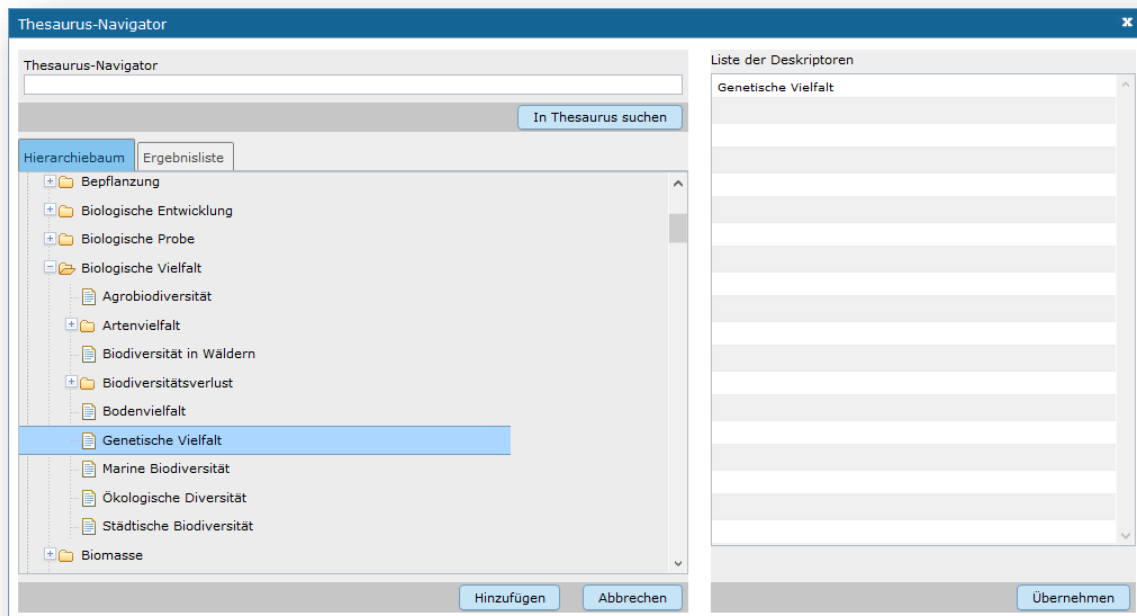 Thesaurus-Navigator
x
Thesaurus-Navigator
In Thesaurus suchen
Hierarchiebaum
Ergebnisliste
Bepflanzung
Biologische Entwicklung
Biologische Probe
Biologische Vielfalt
Agrobiodiversität
Artenvielfalt
Biodiversität in Wäldern
Biodiversitätsverlust
Bodenvielfalt
Genetische Vielfalt
Marine Biodiversität
Ökologische Diversität
Städtische Biodiversität
Biomasse
Hinzufügen
Abbrechen
Liste der Deskriptoren
Genetische Vielfalt
Übernehmen